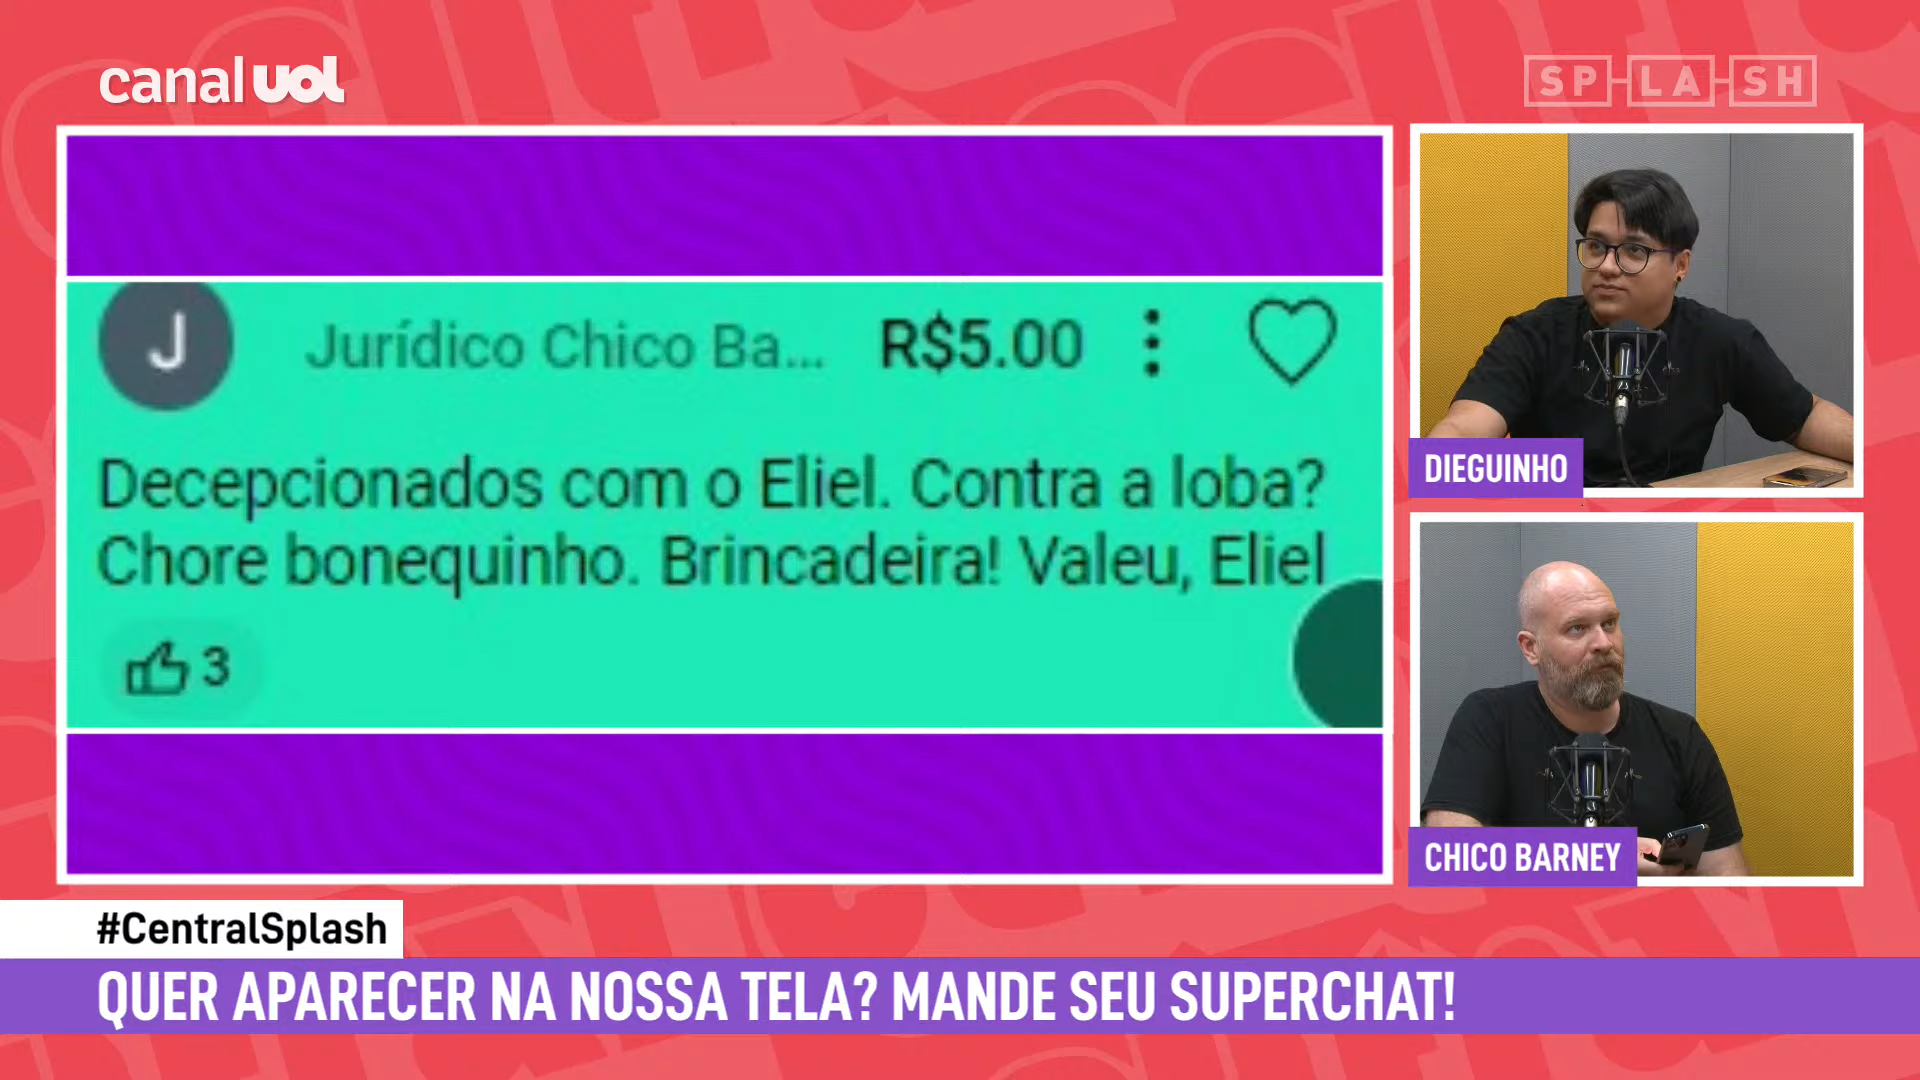 canal UOL
SPLASH
J
Jurídico Chico Ba...
R$5.00
Decepcionados com o Eliel. Contra a loba?
Chore bonequinho. Brincadeira! Valeu, Eliel
3
DIEGUINHO
CHICO BARNEY
#CentralSplash
QUER APARECER NA NOSSA TELA? MANDE SEU SUPERCHAT!